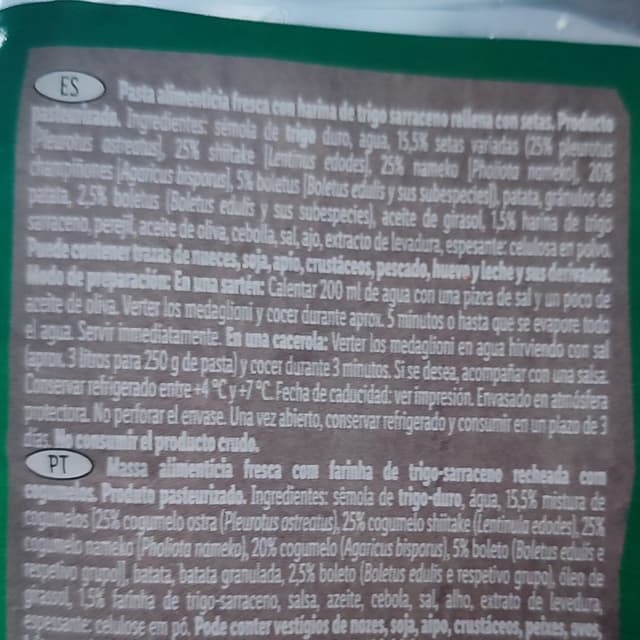 ES Pasta alimenticia fresca con harina de trigo sarraceno rellena con setas. Producto
pasteurizado. Ingredientes: sémola de trigo duro, agua, 15,5% setas variadas (25% pleurotus
(Pleurotus ostreatus), 25% shiitake (Lentinus edodes), 25% nameko (Pholiota nameko), 20%
champiñones (Agaricus bisporus), 5% boletus (Boletus edulis y sus subespecies)), patata, gránulos de
patata, 2,5% boletus (Boletus edulis y sus subespecies), aceite de girasol, 1,5% harina de trigo
sarraceno, perejil, aceite de oliva, cebolla, sal, ajo, extracto de levadura, espesante: celulosa en polvo.
Puede contener trazas de nueces, soja, apio, crustáceos, pescado, huevo y leche y sus derivados.
Modo de preparación: En una sartén: Calentar 200 ml de agua con una pizca de sal y un poco de
aceite de oliva. Verter los medaglioni y cocer durante aprox. 5 minutos o hasta que se evapore toda
el agua. Servir inmediatamente. En una cacerola: Verter los medaglioni en agua hirviendo con sal
(aprox. 3 litros para 250 g de pasta) y cocer durante 3 minutos. Si se desea, acompañar con una salsa.
Conservar refrigerado entre +4 °C y +7 °C. Fecha de caducidad: ver impresión. Envasado en atmósfera
protectora. No perforar el envase. Una vez abierto, conservar refrigerado y consumir en un plazo de 3
días. No consumir el producto crudo.
PT Massa alimentícia fresca com farinha de trigo-sarraceno recheada com
cogumelos. Produto pasteurizado. Ingredientes: sêmola de trigo-duro, água, 15,5% mistura de
cogumelos (25% cogumelo ostra (Pleurotus ostreatus), 25% cogumelo shiitake (Lentinula edodes), 25%
cogumelo nameko (Pholiota nameko), 20% cogumelo (Agaricus bisporus), 5% boleto (Boletus edulis e
respetivo grupo)), batata, batata granulada, 2,5% boleto (Boletus edulis e respetivo grupo), óleo de
girassol, 1,5% farinha de trigo-sarraceno, salsa, azeite, cebola, sal, alho, extrato de levedura,
espessante: celulose em pó. Pode conter vestígios de nozes, soja, aipo, crustáceos, peixes, ovos